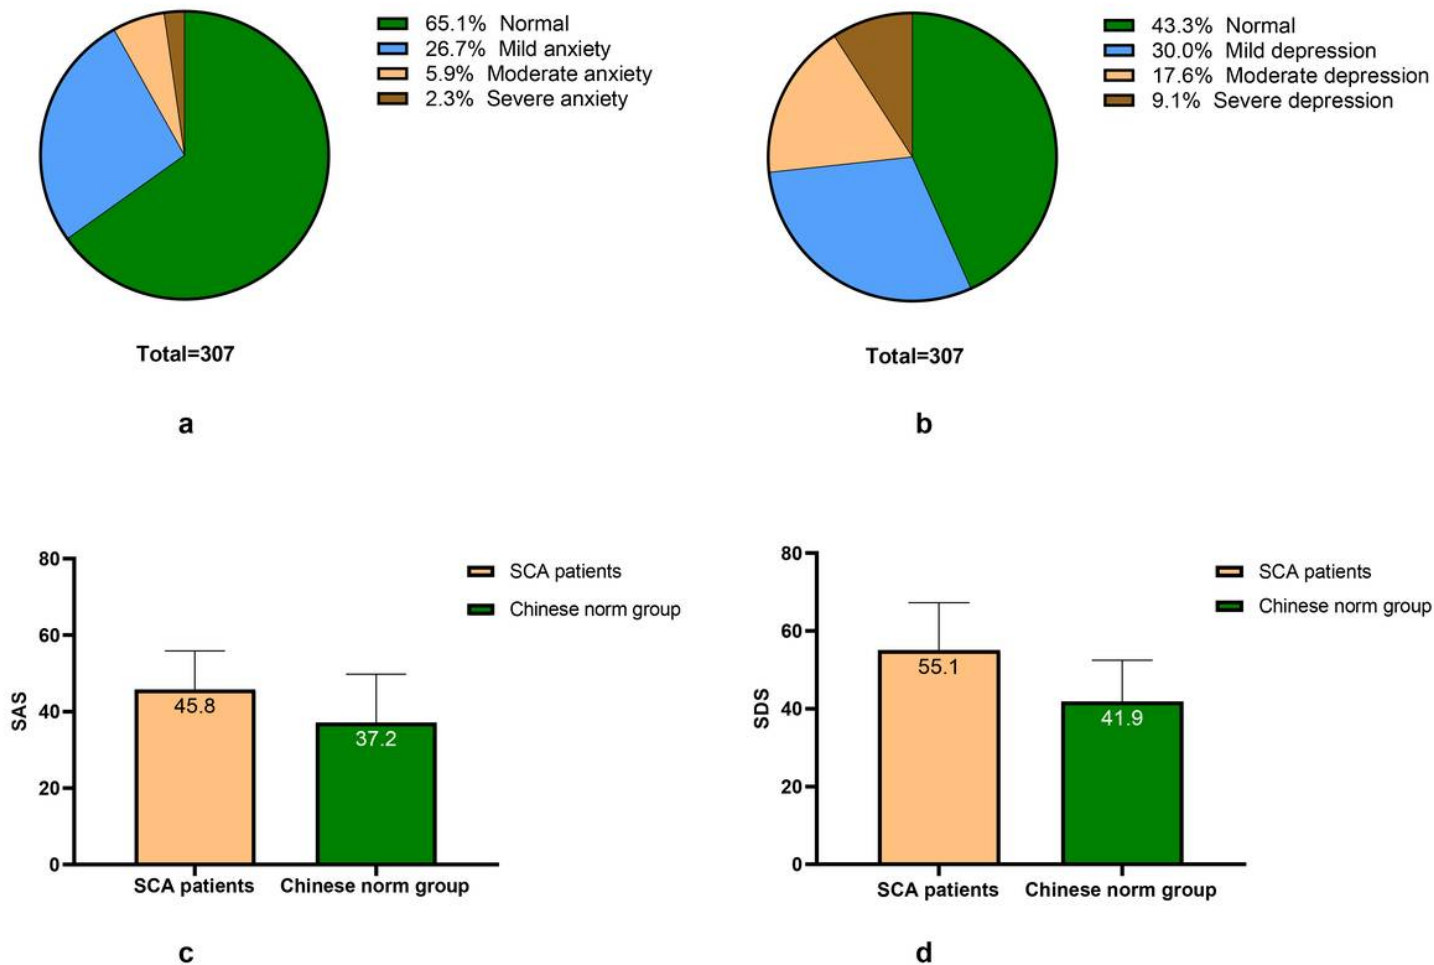 65.1% Normal
26.7% Mild anxiety
5.9% Moderate anxiety
2.3% Severe anxiety
Total=307
a
43.3% Normal
30.0% Mild depression
17.6% Moderate depression
9.1% Severe depression
Total=307
b
80
60
40
20
0
SAS
45.8
37.2
SCA patients
Chinese norm group
SCA patients
Chinese norm group
c
80
60
40
20
0
SDS
55.1
41.9
SCA patients
Chinese norm group
SCA patients
Chinese norm group
d